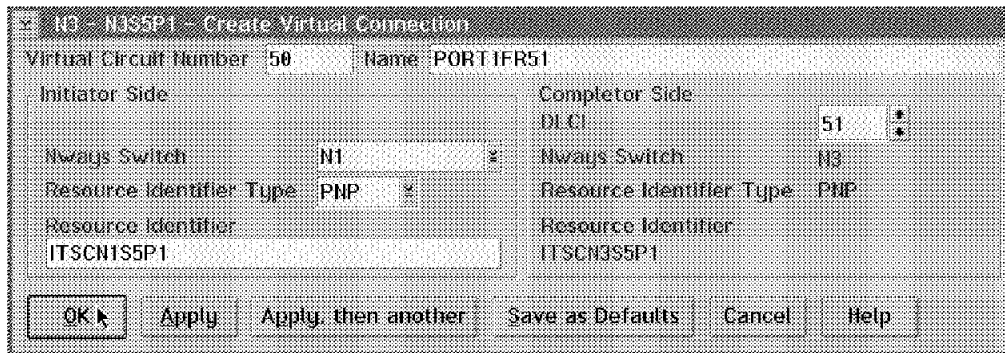 N3 - N3S5P1 - Create Virtual Connection
Virtual Circuit Number 50 Name PORT1FR51
Initiator Side
Nways Switch N1
Resource Identifier Type PNP
Resource Identifier
ITSCN1S5P1
Completor Side
DLCI 51
Nways Switch N3
Resource Identifier Type PNP
Resource Identifier
ITSCN3S5P1
OK Apply Apply, then another Save as Defaults Cancel Help